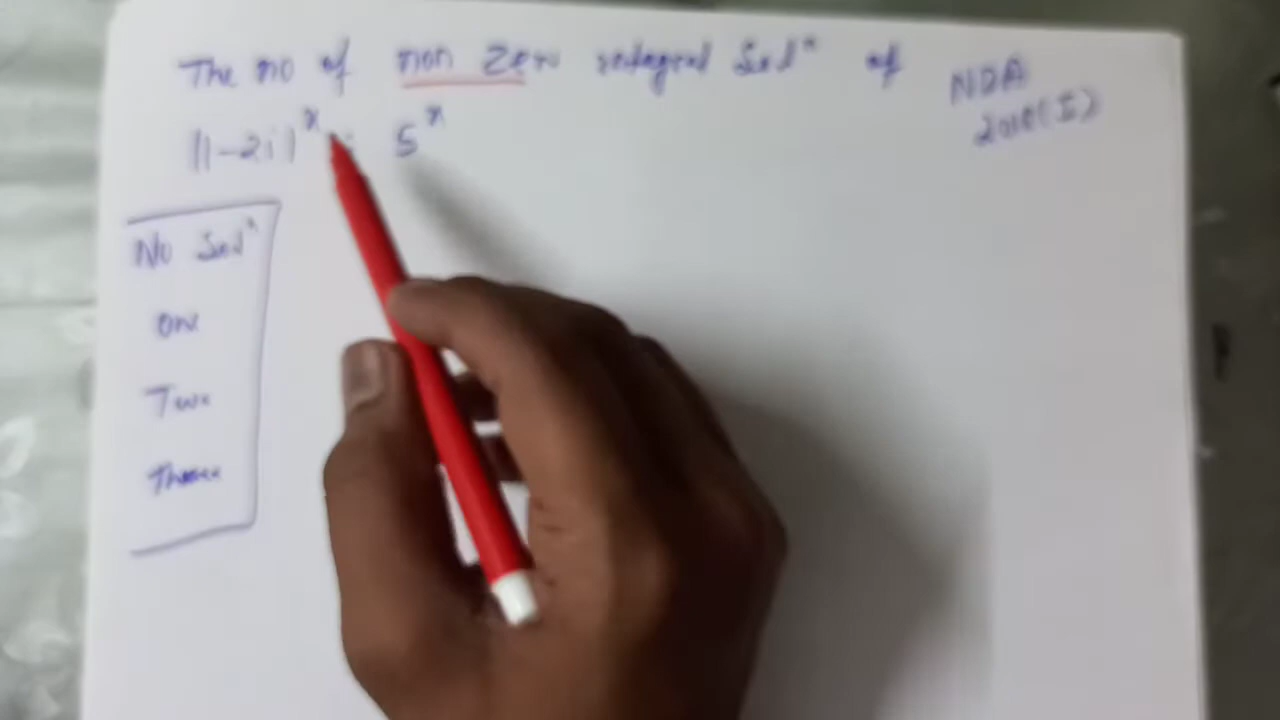 The no of non zero integral Solⁿ of
(1-2i)ˣ = 5ˣ
NDA
2010(I)
No Solⁿ
one
Two
Three